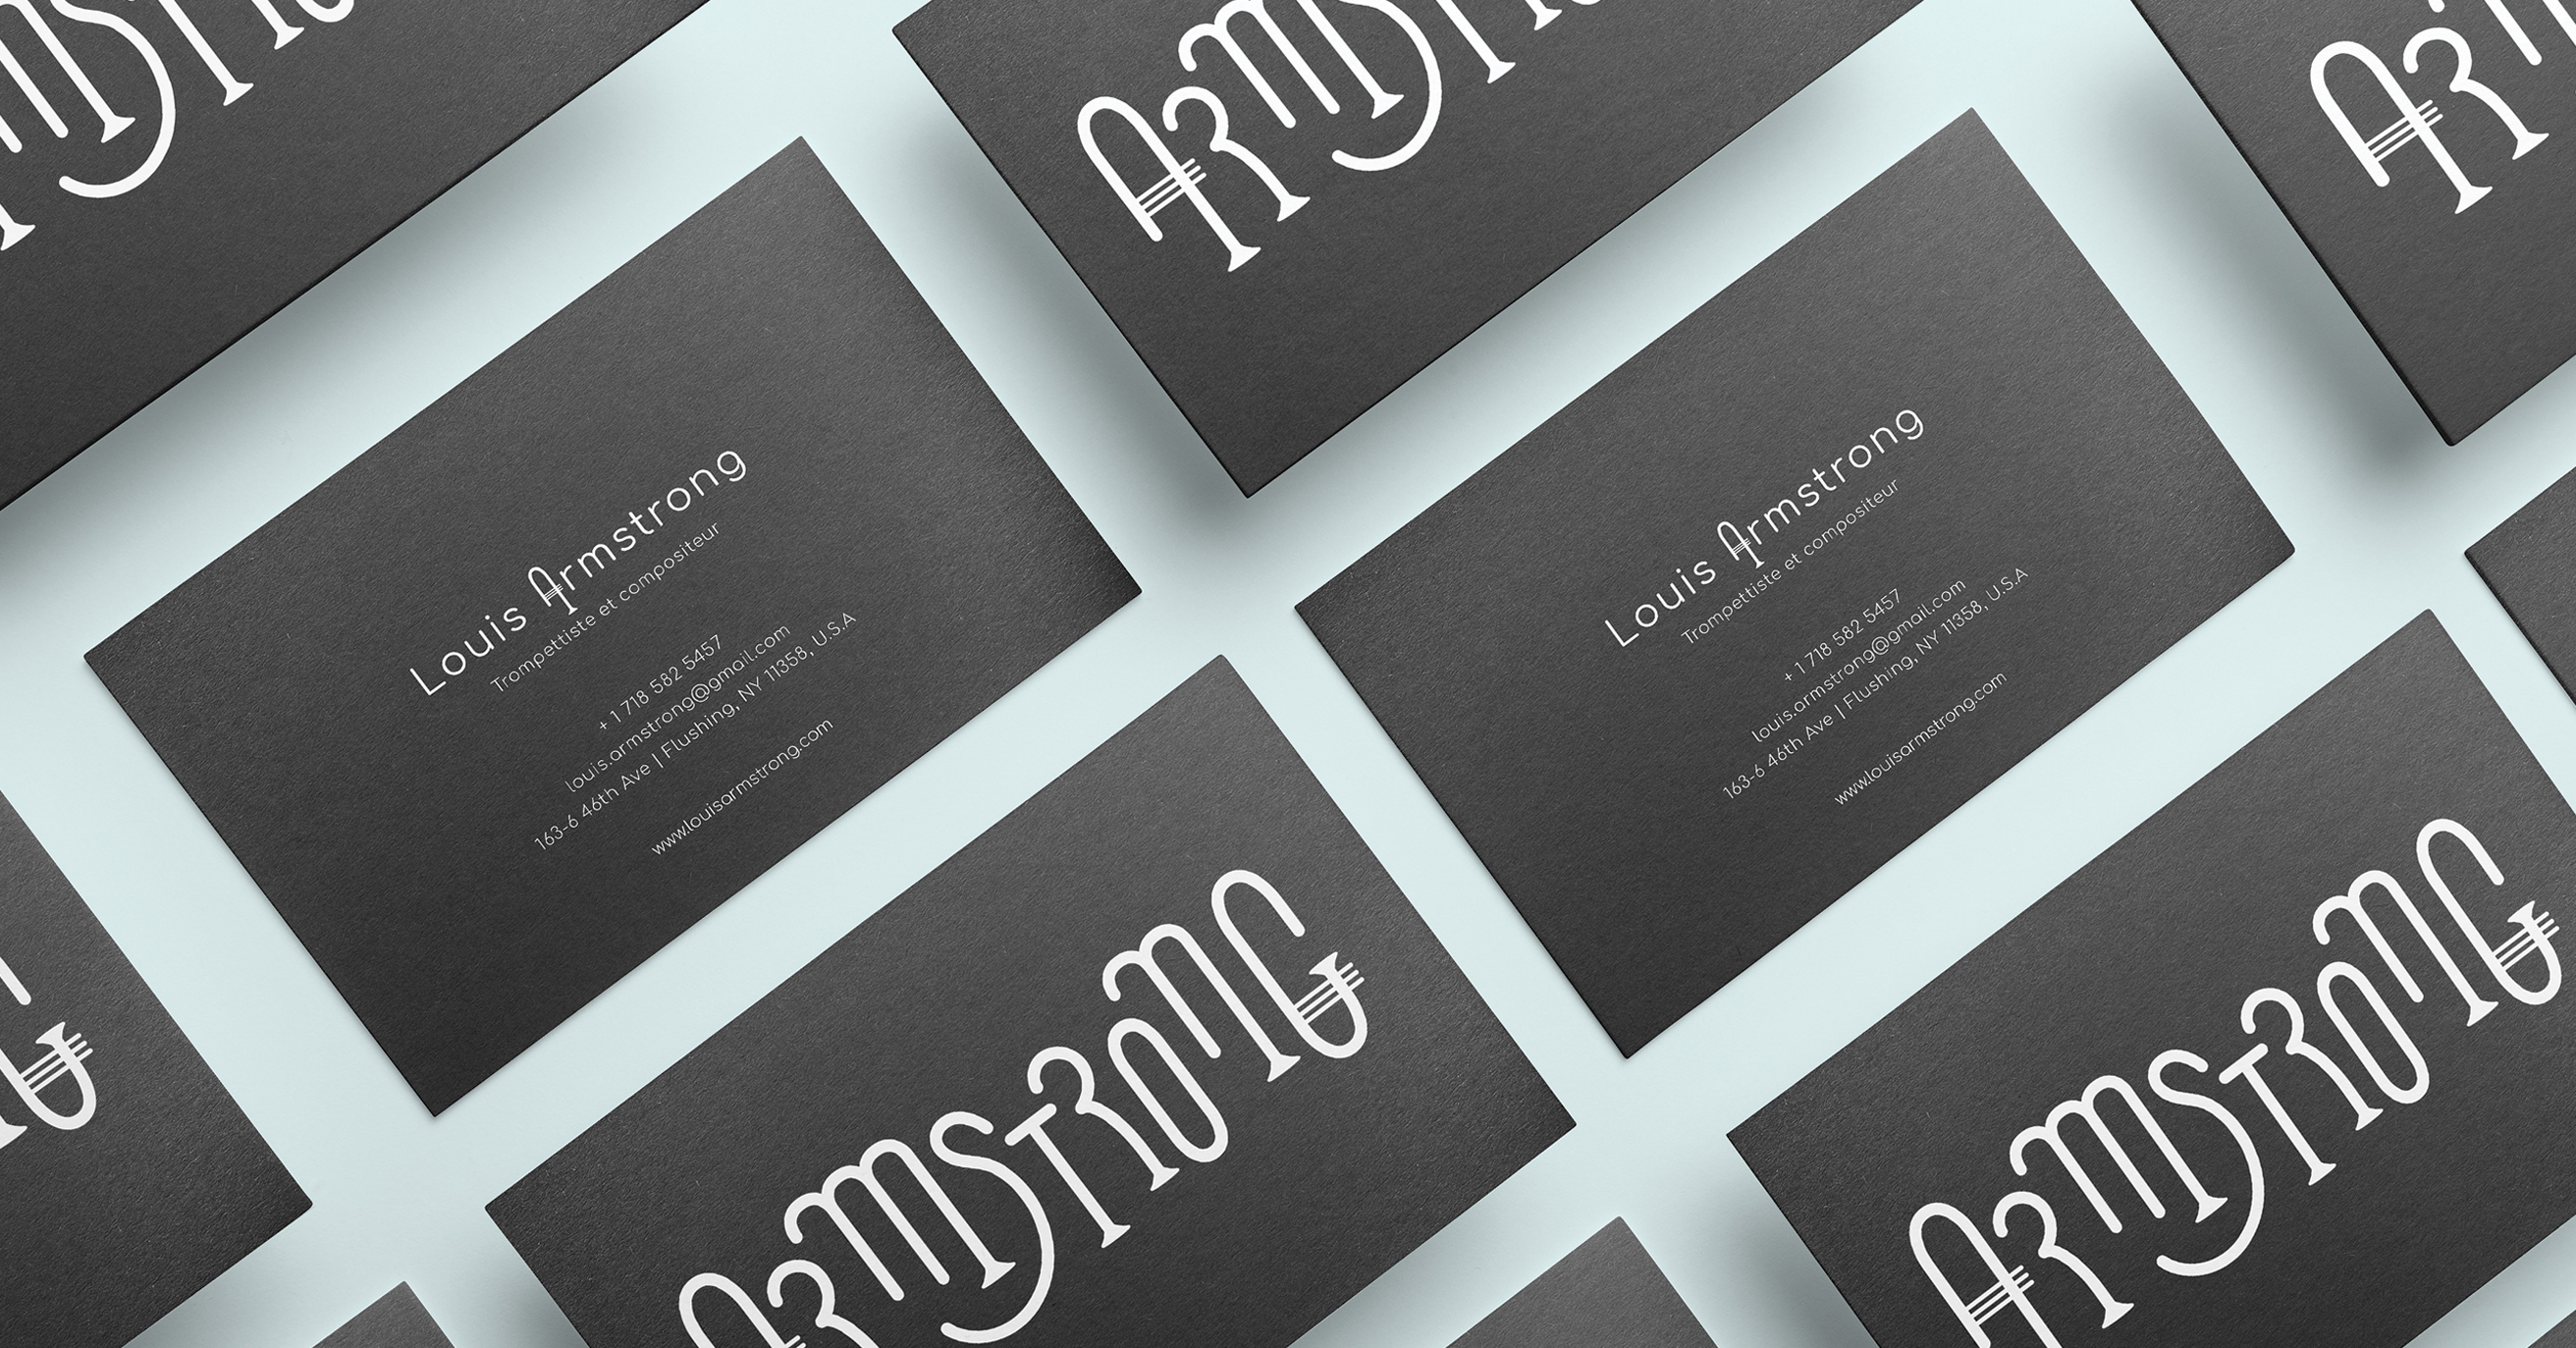 ARMSTRONG
ARMSTRONG
AR
Louis Armstrong
Trompettiste et compositeur
+ 1 718 582 5457
louis.armstrong@gmail.com
163-6 46th Ave | Flushing, NY 11358, U.S.A
www.louisarmstrong.com
Louis Armstrong
Trompettiste et compositeur
+ 1 718 582 5457
louis.armstrong@gmail.com
163-6 46th Ave | Flushing, NY 11358, U.S.A
www.louisarmstrong.com
G
ARMSTRONG
ARMSTRONG